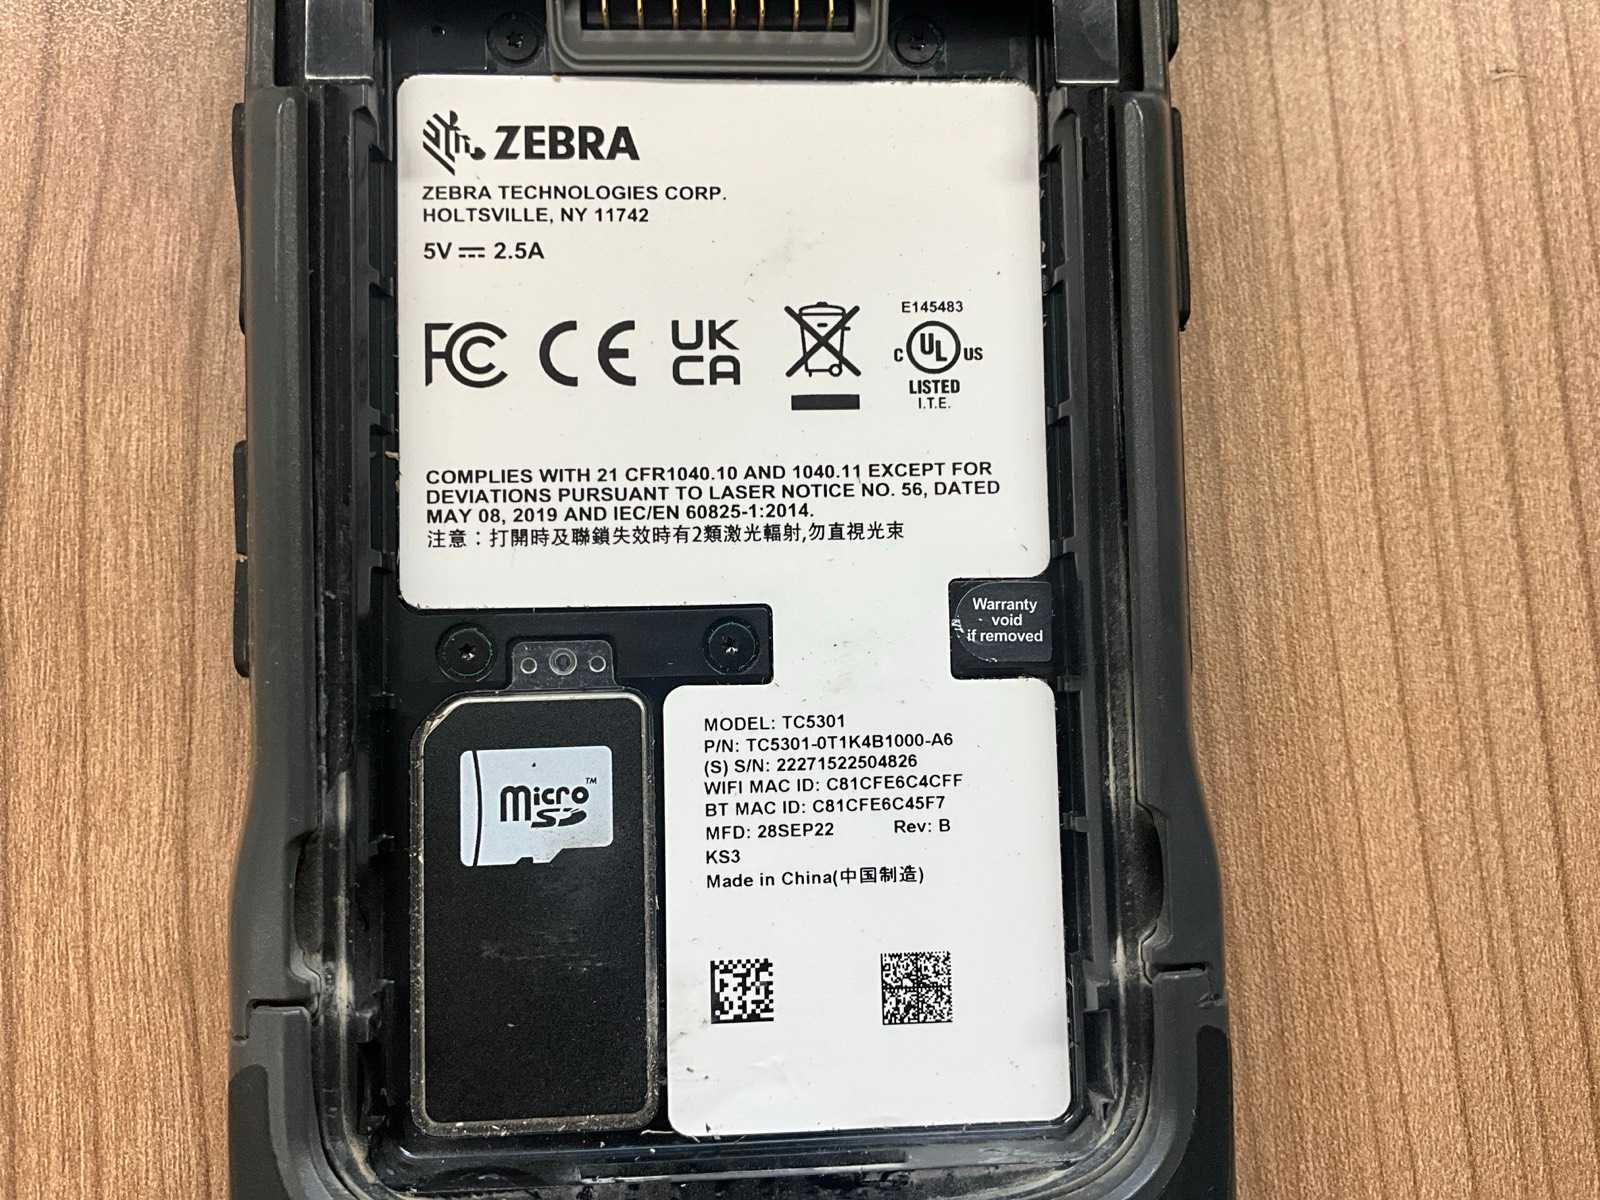 ZEBRA
ZEBRA TECHNOLOGIES CORP.
HOLTSVILLE, NY 11742
5V ⎓ 2.5A
FC CE UK
CA
E145483
C UL US
LISTED
I.T.E.
COMPLIES WITH 21 CFR1040.10 AND 1040.11 EXCEPT FOR
DEVIATIONS PURSUANT TO LASER NOTICE NO. 56, DATED
MAY 08, 2019 AND IEC/EN 60825-1:2014.
注意：打開時及聯鎖失效時有2類激光輻射,勿直視光束
Warranty
void
if removed
Micro™
SD
MODEL: TC5301
P/N: TC5301-0T1K4B1000-A6
(S) S/N: 22271522504826
WIFI MAC ID: C81CFE6C4CFF
BT MAC ID: C81CFE6C45F7
MFD: 28SEP22 Rev: B
KS3
Made in China(中国制造)